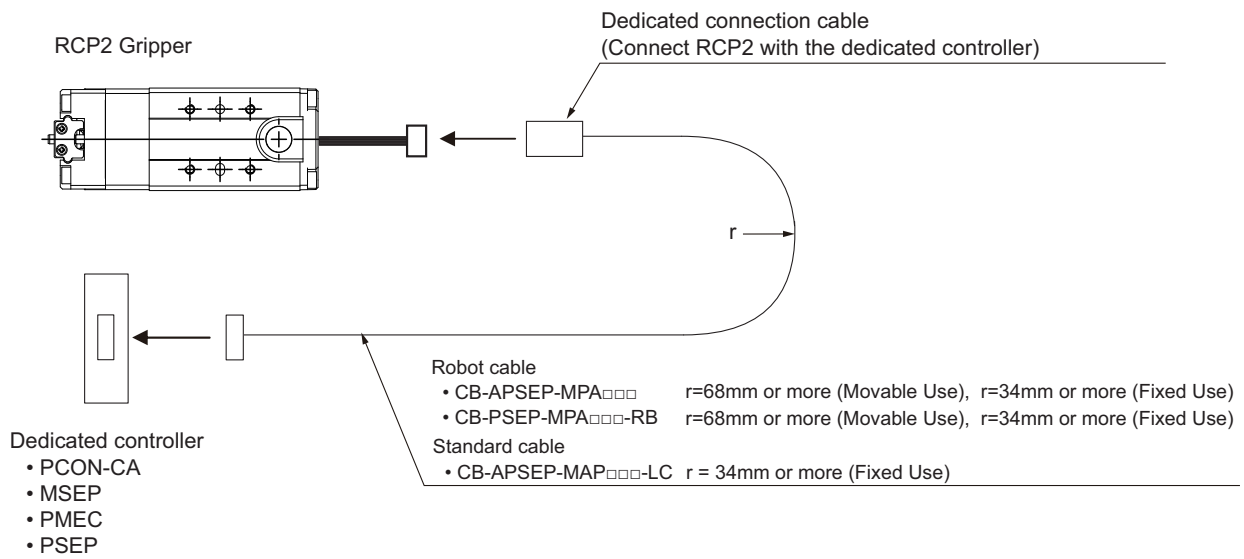 RCP2 Gripper
Dedicated connection cable
(Connect RCP2 with the dedicated controller)
r
Robot cable
• CB-APSEP-MPA□□□ r=68mm or more (Movable Use), r=34mm or more (Fixed Use)
• CB-PSEP-MPA□□□-RB r=68mm or more (Movable Use), r=34mm or more (Fixed Use)
Standard cable
• CB-APSEP-MAP□□□-LC r = 34mm or more (Fixed Use)
Dedicated controller
• PCON-CA
• MSEP
• PMEC
• PSEP